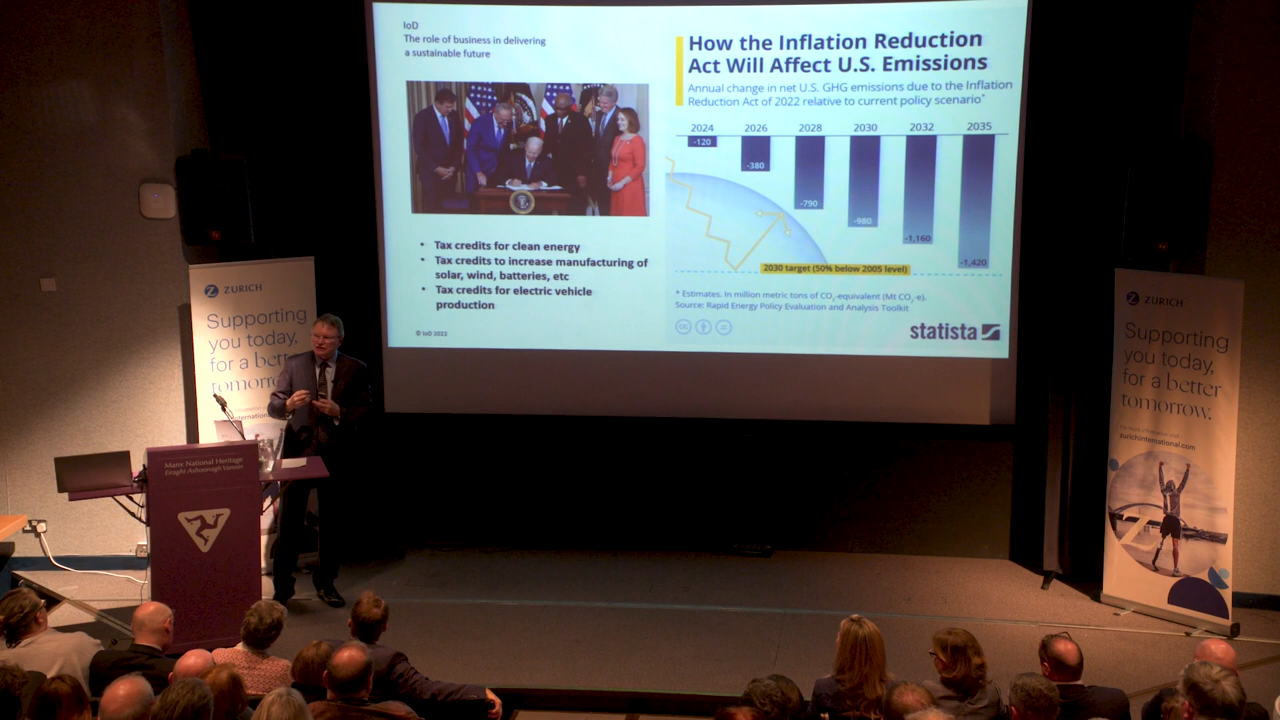 IoD
The role of business in delivering
a sustainable future
• Tax credits for clean energy
• Tax credits to increase manufacturing of
solar, wind, batteries, etc
• Tax credits for electric vehicle
production
© IoD 2022
How the Inflation Reduction
Act Will Affect U.S. Emissions
Annual change in net U.S. GHG emissions due to the Inflation
Reduction Act of 2022 relative to current policy scenario*
2024 2026 2028 2030 2032 2035
-120
-380
-790
-980
-1,160
-1,420
2030 target (50% below 2005 level)
* Estimates. In million metric tons of CO₂-equivalent (Mt CO₂-e).
Source: Rapid Energy Policy Evaluation and Analysis Toolkit
statista
ZURICH
Supporting
you today,
for a bett
tomorro
Manx National Heritage
Eiraght Ashoonagh Vannin
ZURICH
Supporting
you today,
for a better
tomorrow.
zurichinternational.com